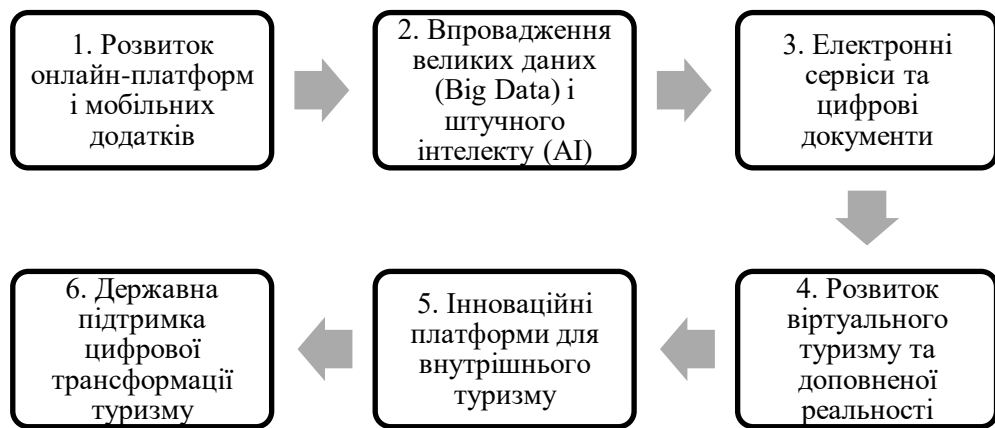 1. Розвиток
онлайн-платформ
і мобільних
додатків
2. Впровадження
великих даних
(Big Data) і
штучного
інтелекту (AI)
3. Електронні
сервіси та
цифрові
документи
4. Розвиток
віртуального
туризму та
доповненої
реальності
5. Інноваційні
платформи для
внутрішнього
туризму
6. Державна
підтримка
цифрової
трансформації
туризму